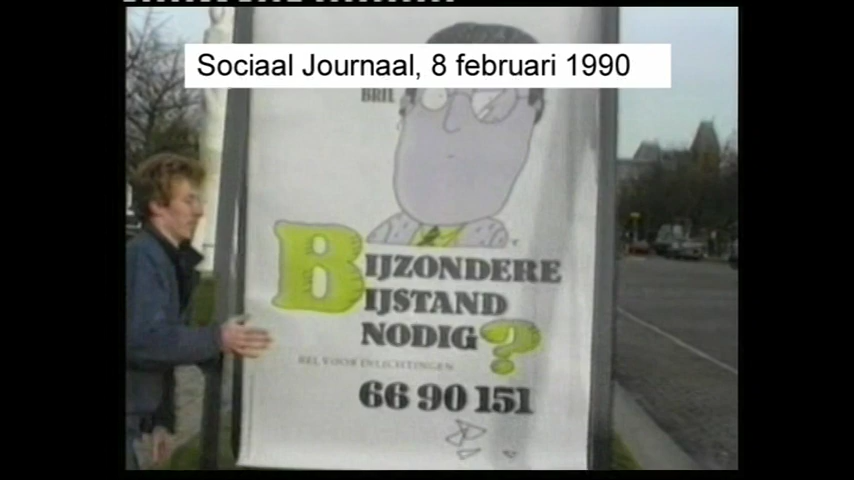 Sociaal Journaal, 8 februari 1990
BRIL
BIJZONDERE
BIJSTAND
NODIG?
BEL VOOR INLICHTINGEN
66 90 151